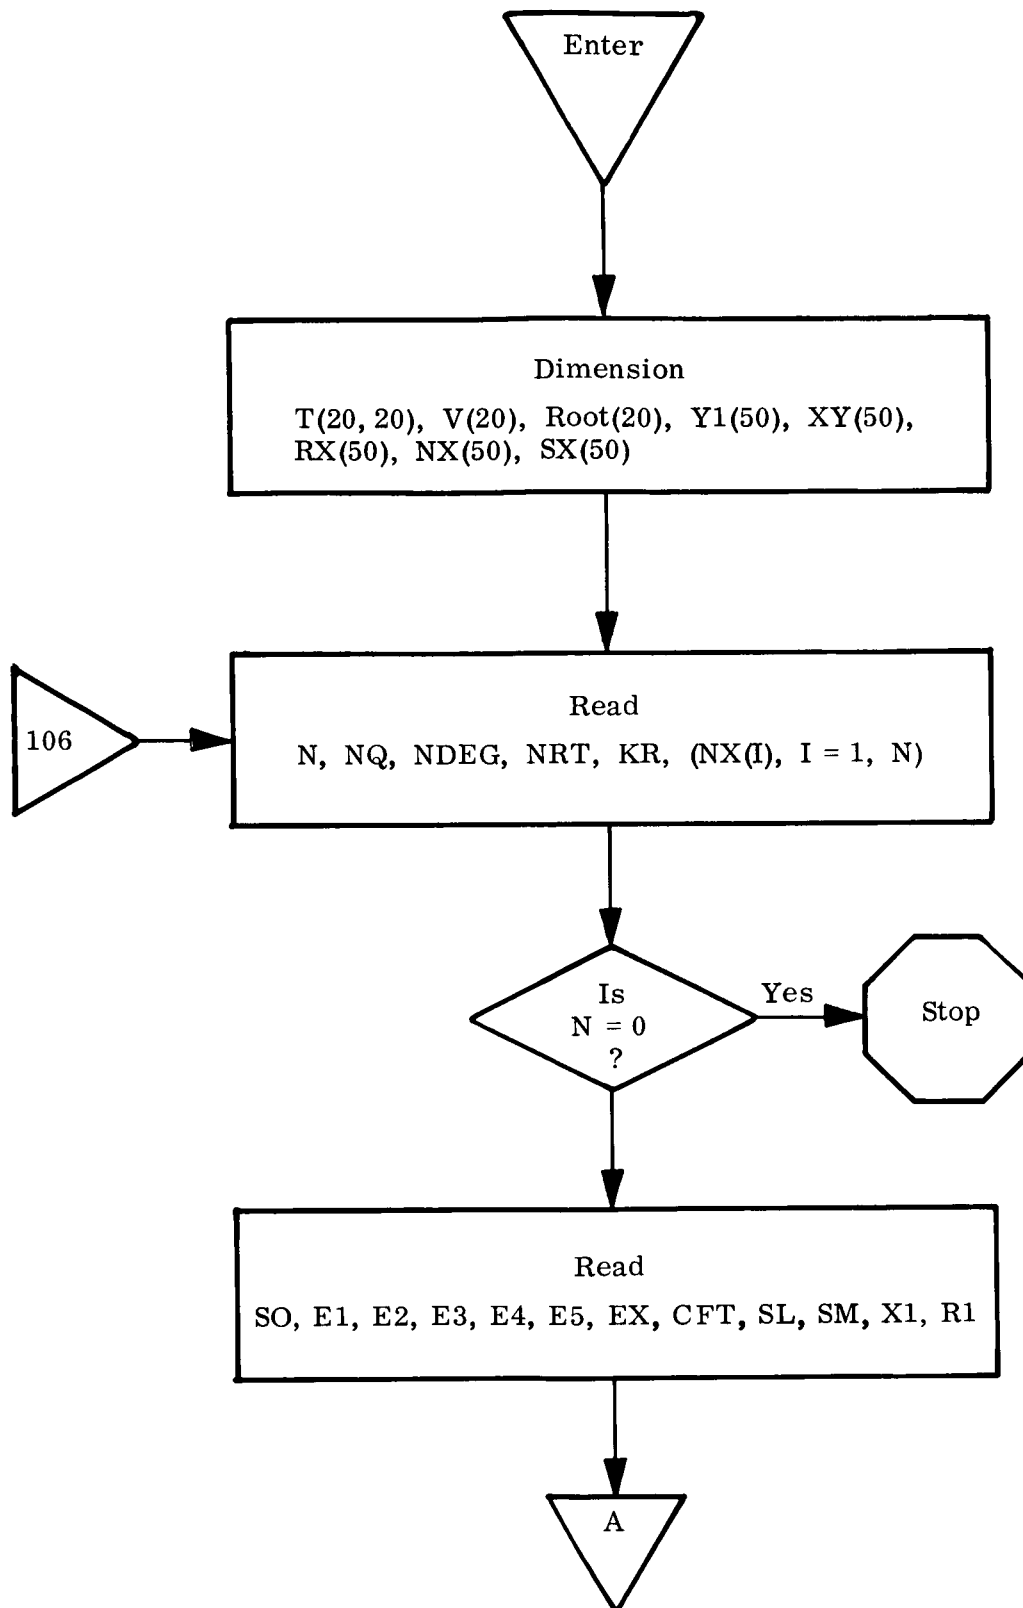 Enter
Dimension
T(20, 20), V(20), Root(20), Y1(50), XY(50),
RX(50), NX(50), SX(50)
Read
106
N, NQ, NDEG, NRT, KR, (NX(I), I = 1, N)
Is
N = 0
?
Yes
Stop
Read
SO, E1, E2, E3, E4, E5, EX, CFT, SL, SM, X1, R1
A